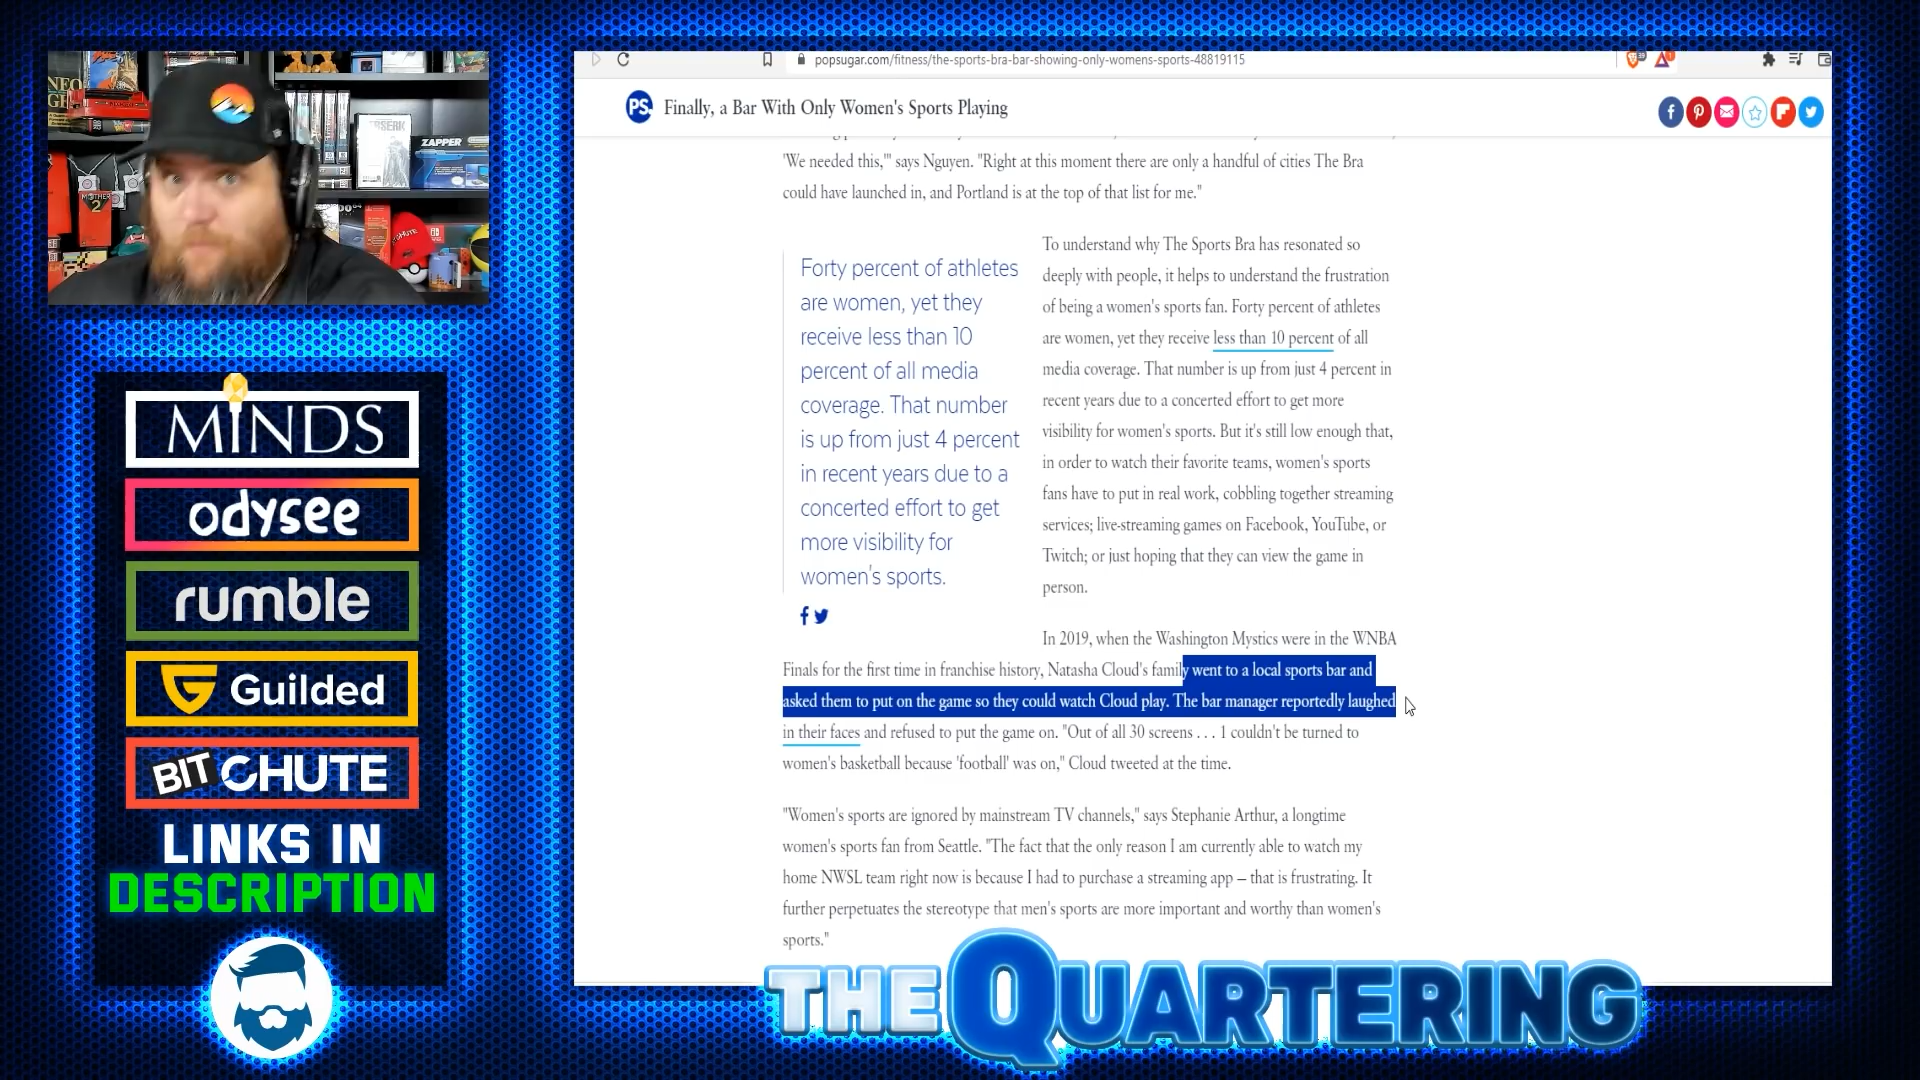 popsugar.com/fitness/the-sports-bra-bar-showing-only-womens-sports-48819115
PS
Finally, a Bar With Only Women's Sports Playing
'We needed this,'" says Nguyen. "Right at this moment there are only a handful of cities The Bra
could have launched in, and Portland is at the top of that list for me."
Forty percent of athletes
are women, yet they
receive less than 10
percent of all media
coverage. That number
is up from just 4 percent
in recent years due to a
concerted effort to get
more visibility for
women's sports.
To understand why The Sports Bra has resonated so
deeply with people, it helps to understand the frustration
of being a women's sports fan. Forty percent of athletes
are women, yet they receive less than 10 percent of all
media coverage. That number is up from just 4 percent in
recent years due to a concerted effort to get more
visibility for women's sports. But it's still low enough that,
in order to watch their favorite teams, women's sports
fans have to put in real work, cobbling together streaming
services; live-streaming games on Facebook, YouTube, or
Twitch; or just hoping that they can view the game in
person.
In 2019, when the Washington Mystics were in the WNBA
Finals for the first time in franchise history, Natasha Cloud's family went to a local sports bar and
asked them to put on the game so they could watch Cloud play. The bar manager reportedly laughed
in their faces and refused to put the game on. "Out of all 30 screens . . . 1 couldn't be turned to
women's basketball because 'football' was on," Cloud tweeted at the time.
"Women's sports are ignored by mainstream TV channels," says Stephanie Arthur, a longtime
women's sports fan from Seattle. "The fact that the only reason I am currently able to watch my
home NWSL team right now is because I had to purchase a streaming app – that is frustrating. It
further perpetuates the stereotype that men's sports are more important and worthy than women's
sports."
BERSERK
ZAPPER
MOTHER
2
MINDS
odysee
rumble
Guilded
BITCHUTE
LINKS IN
DESCRIPTION
THE QUARTERING